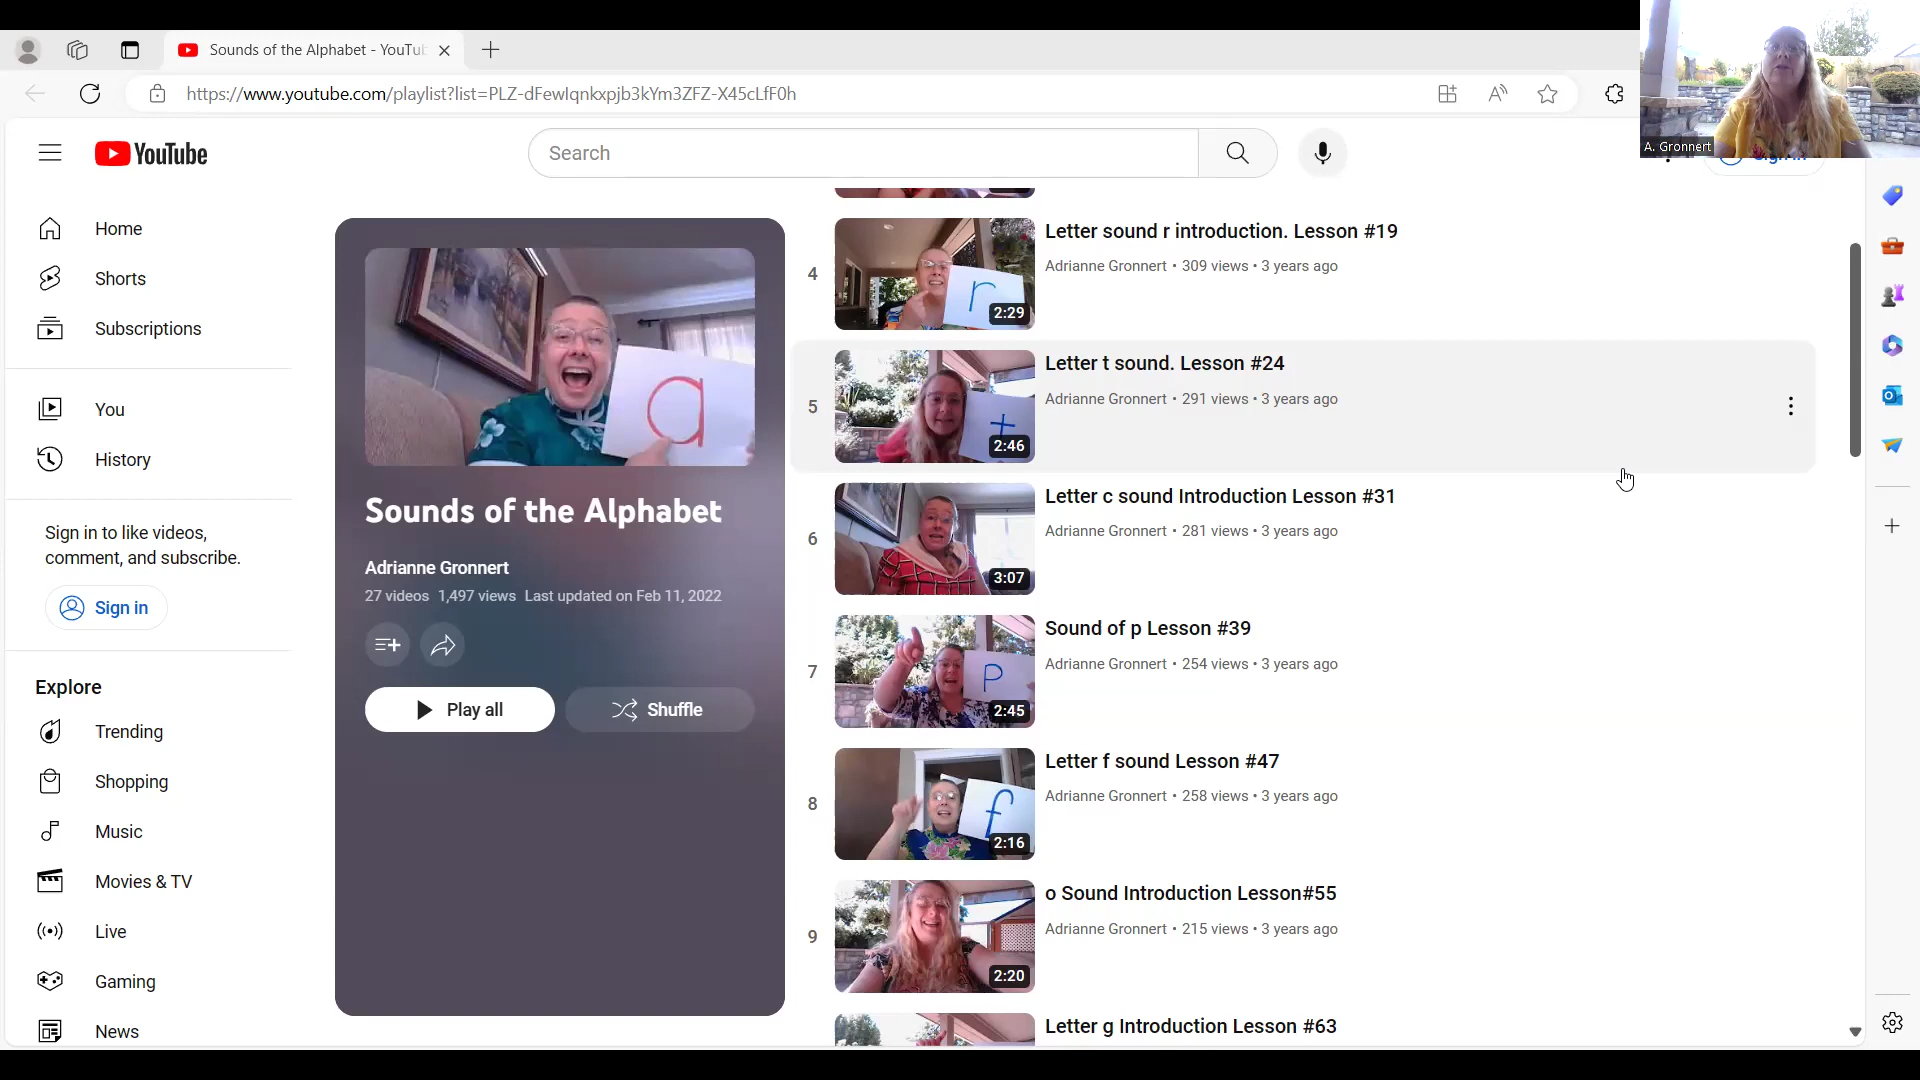 Sounds of the Alphabet - YouTu
https://www.youtube.com/playlist?list=PLZ-dFewIqnkxpjb3kYm3ZFZ-X45cLfF0h
A. Gronnert
YouTube
Search
Sign in
Home
Shorts
Subscriptions
You
History
Sign in to like videos,
comment, and subscribe.
Sign in
Explore
Trending
Shopping
Music
Movies & TV
Live
Gaming
News
a
Sounds of the Alphabet
Adrianne Gronnert
27 videos 1,497 views Last updated on Feb 11, 2022
Play all
Shuffle
4
r
2:29
Letter sound r introduction. Lesson #19
Adrianne Gronnert • 309 views • 3 years ago
5
t
2:46
Letter t sound. Lesson #24
Adrianne Gronnert • 291 views • 3 years ago
6
3:07
Letter c sound Introduction Lesson #31
Adrianne Gronnert • 281 views • 3 years ago
7
p
2:45
Sound of p Lesson #39
Adrianne Gronnert • 254 views • 3 years ago
8
f
2:16
Letter f sound Lesson #47
Adrianne Gronnert • 258 views • 3 years ago
9
2:20
o Sound Introduction Lesson#55
Adrianne Gronnert • 215 views • 3 years ago
Letter g Introduction Lesson #63